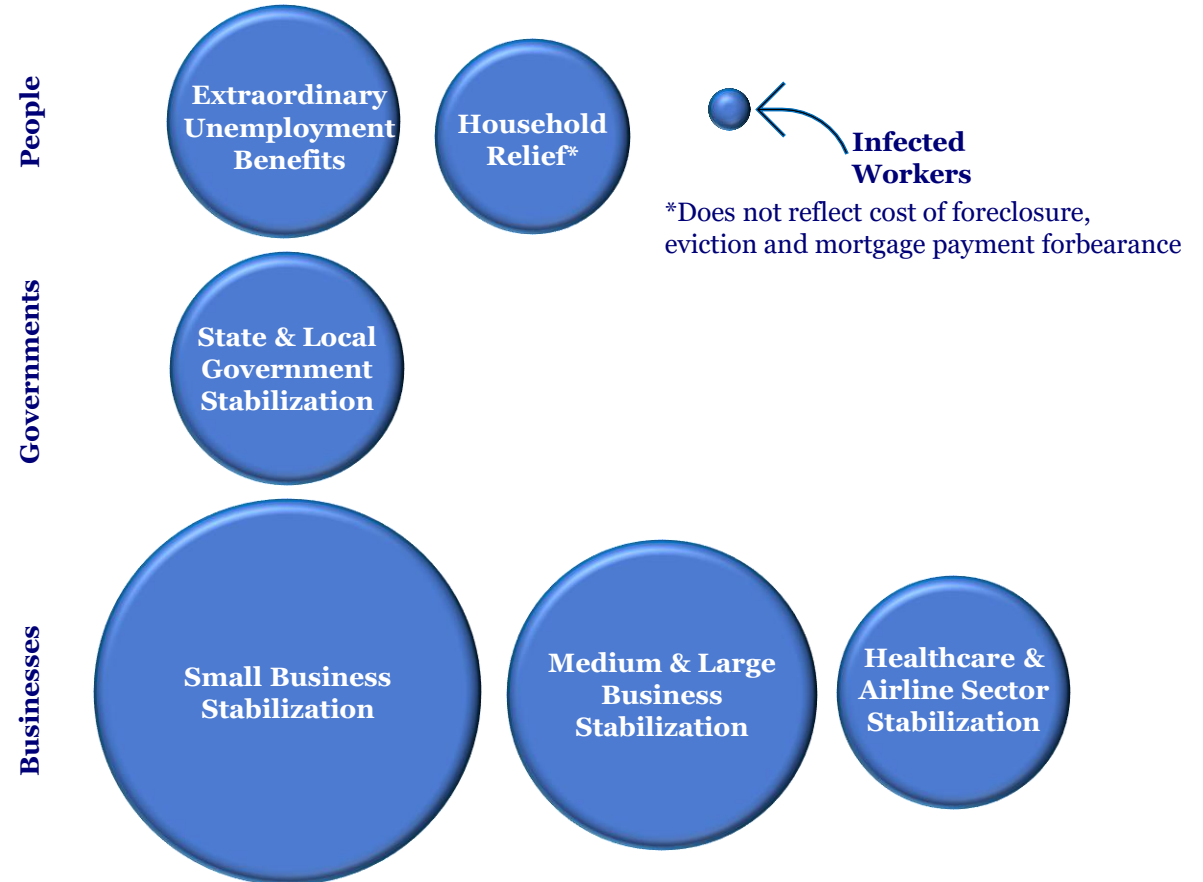 People
Extraordinary
Unemployment
Benefits
Household
Relief*
Infected
Workers
*Does not reflect cost of foreclosure,
eviction and mortgage payment forbearance
Governments
State & Local
Government
Stabilization
Businesses
Small Business
Stabilization
Medium & Large
Business
Stabilization
Healthcare &
Airline Sector
Stabilization